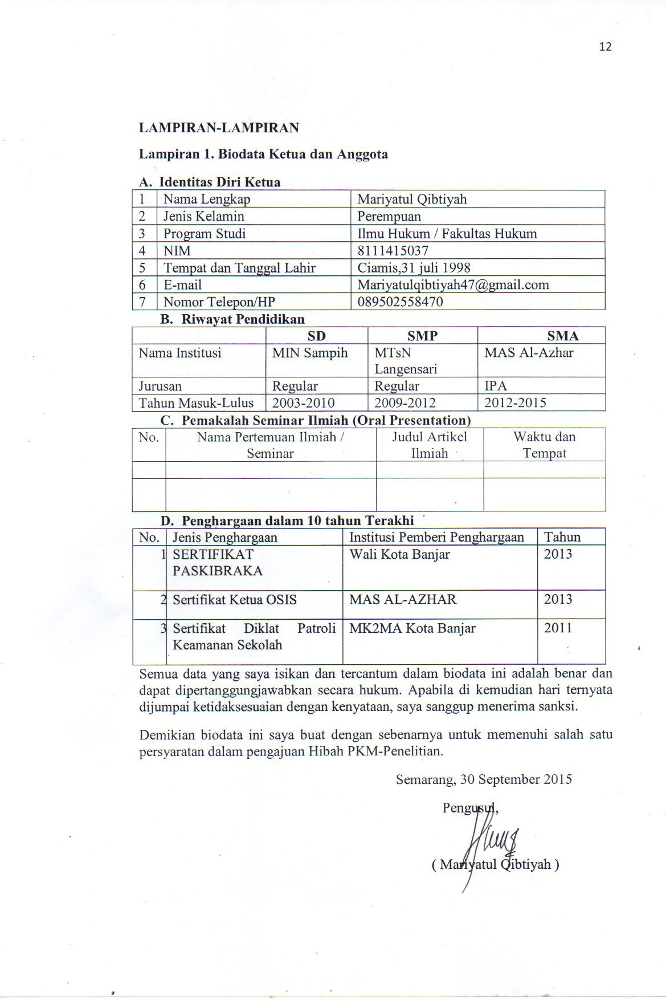 12
LAMPIRAN-LAMPIRAN
Lampiran 1. Biodata Ketua dan Anggota
A. Identitas Diri Ketua
1 Nama Lengkap Mariyatul Qibtiyah
2 Jenis Kelamin Perempuan
3 Program Studi Ilmu Hukum / Fakultas Hukum
4 NIM 8111415037
5 Tempat dan Tanggal Lahir Ciamis,31 juli 1998
6 E-mail Mariyatulqibtiyah47@gmail.com
7 Nomor Telepon/HP 089502558470
B. Riwayat Pendidikan
SD SMP SMA
Nama Institusi MIN Sampih MTsN MAS Al-Azhar
Langensari
Jurusan Regular Regular IPA
Tahun Masuk-Lulus 2003-2010 2009-2012 2012-2015
C. Pemakalah Seminar Ilmiah (Oral Presentation)
No. Nama Pertemuan Ilmiah / Judul Artikel Waktu dan
Seminar Ilmiah Tempat
D. Penghargaan dalam 10 tahun Terakhi
No. Jenis Penghargaan Institusi Pemberi Penghargaan Tahun
1 SERTIFIKAT Wali Kota Banjar 2013
PASKIBRAKA
2 Sertifikat Ketua OSIS MAS AL-AZHAR 2013
3 Sertifikat Diklat Patroli MK2MA Kota Banjar 2011
Keamanan Sekolah
Semua data yang saya isikan dan tercantum dalam biodata ini adalah benar dan
dapat dipertanggungjawabkan secara hukum. Apabila di kemudian hari ternyata
dijumpai ketidaksesuaian dengan kenyataan, saya sanggup menerima sanksi.
Demikian biodata ini saya buat dengan sebenarnya untuk memenuhi salah satu
persyaratan dalam pengajuan Hibah PKM-Penelitian.
Semarang, 30 September 2015
Pengusul,
( Mariyatul Qibtiyah )